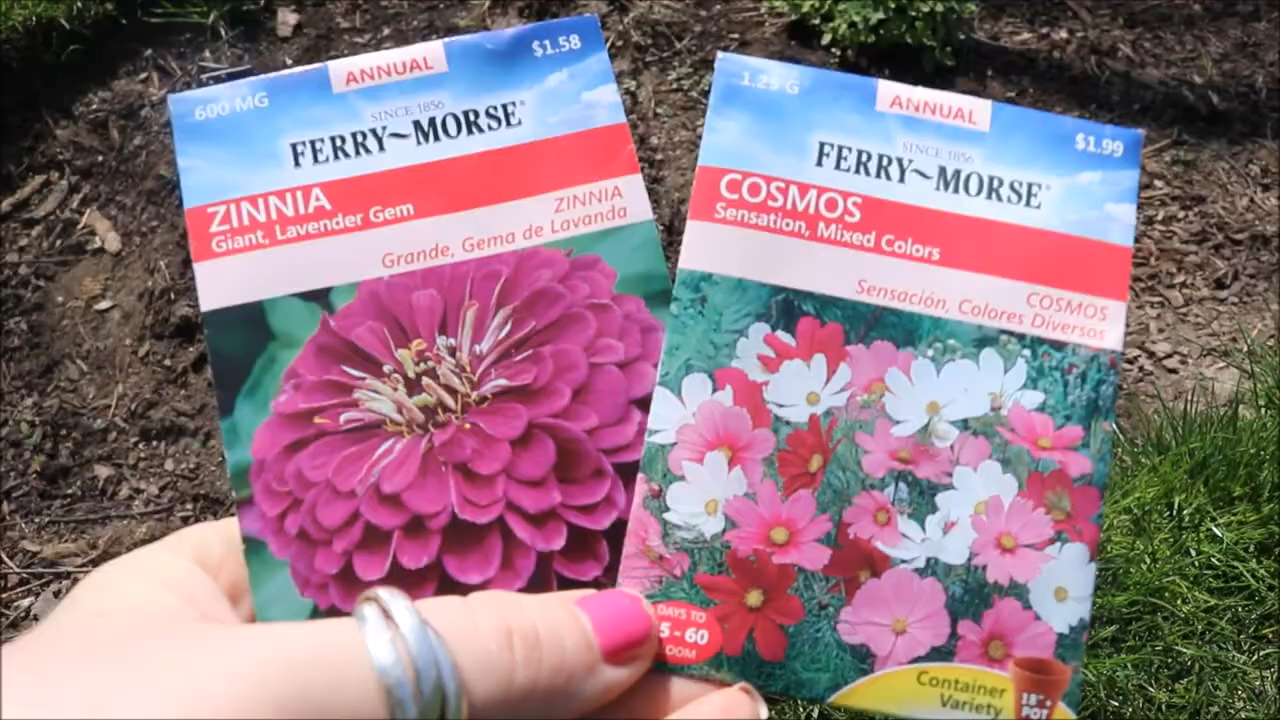 600 MG
ANNUAL
$1.58
SINCE 1856
FERRY~MORSE®
ZINNIA
Giant, Lavender Gem
ZINNIA
Grande, Gema de Lavanda
1.25 G
ANNUAL
$1.99
SINCE 1856
FERRY~MORSE®
COSMOS
Sensation, Mixed Colors
COSMOS
Sensación, Colores Diversos
DAYS TO
5 - 60
OOM
Container
Variety
18"+
POT